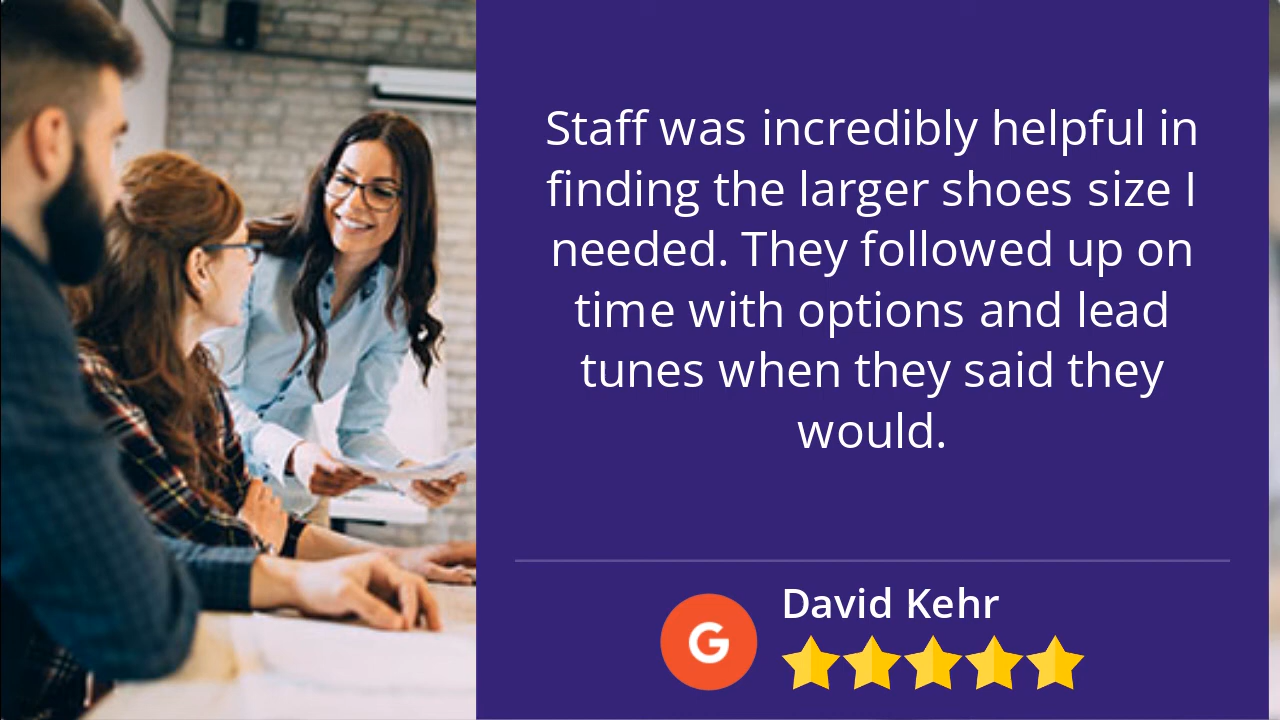 Staff was incredibly helpful in
finding the larger shoes size I
needed. They followed up on
time with options and lead
tunes when they said they
would.
David Kehr
G